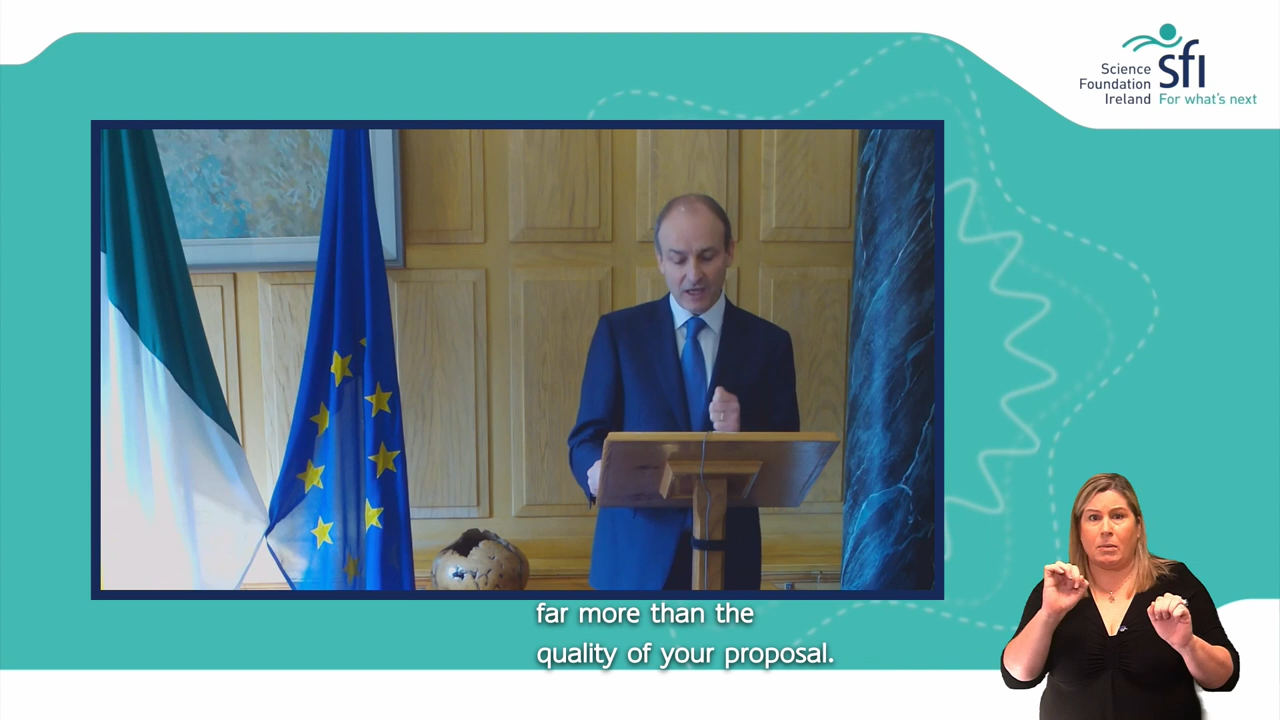 Science
Foundation
Ireland
sfi
For what's next
far more than the
quality of your proposal.